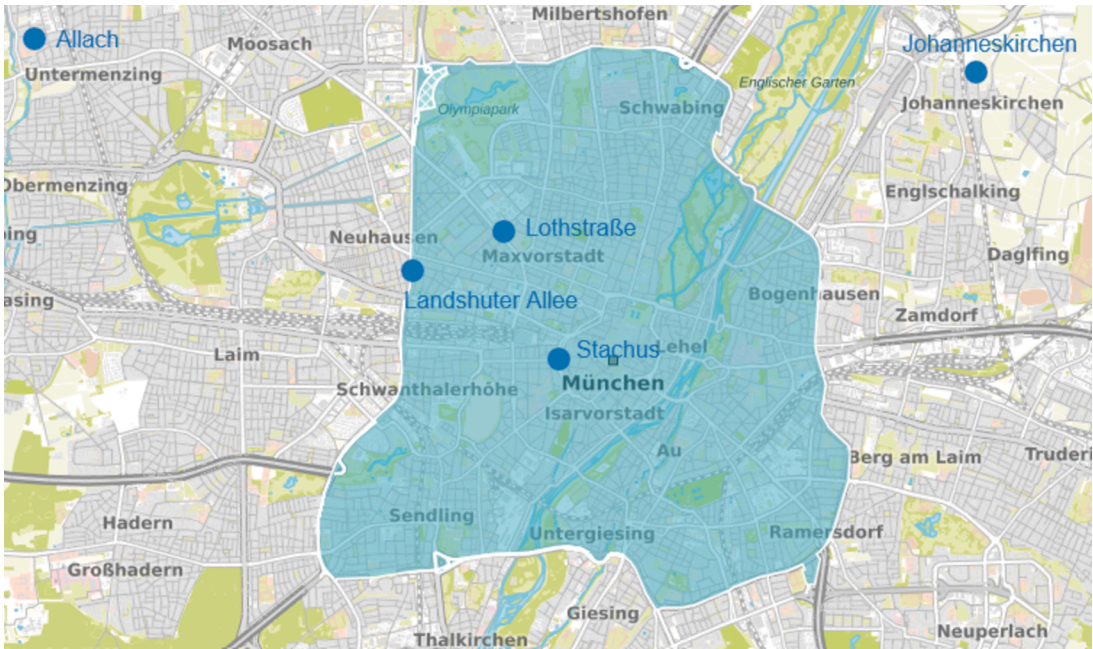 Milbertshofen
Allach
Moosach
Johanneskirchen
Untermenzing
Englischer Garten
Olympiapark
Schwabing
Johanneskirchen
Obermenzing
Englschalking
Lothstraße
ing
Neuhausen
Maxvorstadt
Daglfing
asing
Landshuter Allee
Bogenhausen
Zamdorf
Laim
Stachus
Lehel
München
Schwanthalerhöhe
Isarvorstadt
Au
Berg am Laim
Truderi
Hadern
Sendling
Untergiesing
Ramersdorf
Großhadern
Giesing
Thalkirchen
Neuperlach